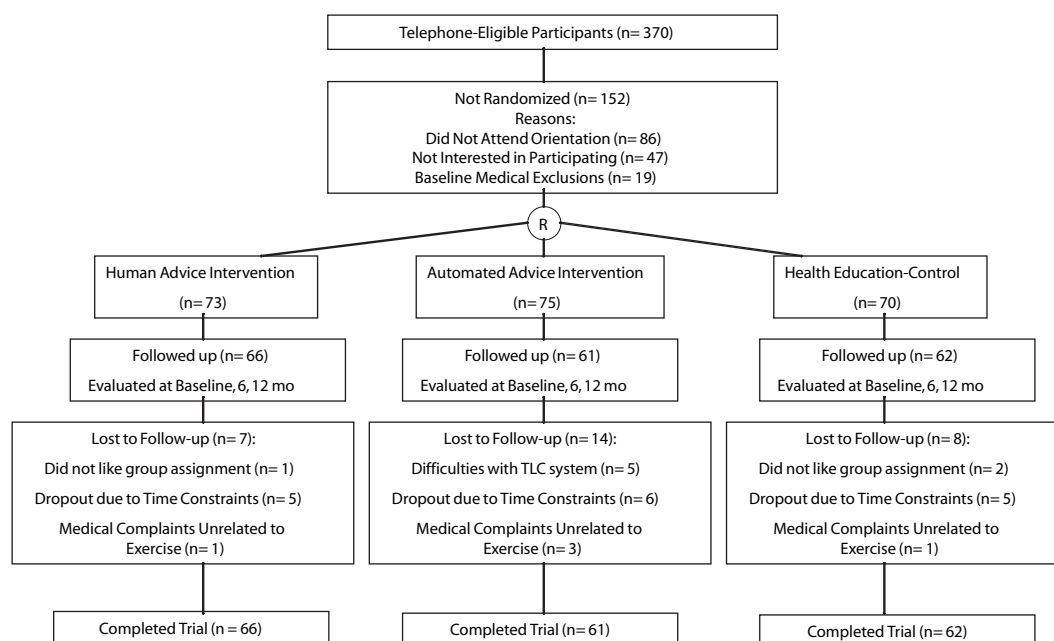 Telephone-Eligible Participants (n= 370)
Not Randomized (n= 152)
Reasons:
Did Not Attend Orientation (n= 86)
Not Interested in Participating (n= 47)
Baseline Medical Exclusions (n= 19)
R
Human Advice Intervention
(n= 73)
Automated Advice Intervention
(n= 75)
Health Education-Control
(n= 70)
Followed up (n= 66)
Evaluated at Baseline, 6, 12 mo
Followed up (n= 61)
Evaluated at Baseline, 6, 12 mo
Followed up (n= 62)
Evaluated at Baseline, 6, 12 mo
Lost to Follow-up (n= 7):
Did not like group assignment (n= 1)
Dropout due to Time Constraints (n= 5)
Medical Complaints Unrelated to
Exercise (n= 1)
Lost to Follow-up (n= 14):
Difficulties with TLC system (n= 5)
Dropout due to Time Constraints (n= 6)
Medical Complaints Unrelated to
Exercise (n= 3)
Lost to Follow-up (n= 8):
Did not like group assignment (n= 2)
Dropout due to Time Constraints (n= 5)
Medical Complaints Unrelated to
Exercise (n= 1)
Completed Trial (n = 66)
Completed Trial (n= 61)
Completed Trial (n= 62)